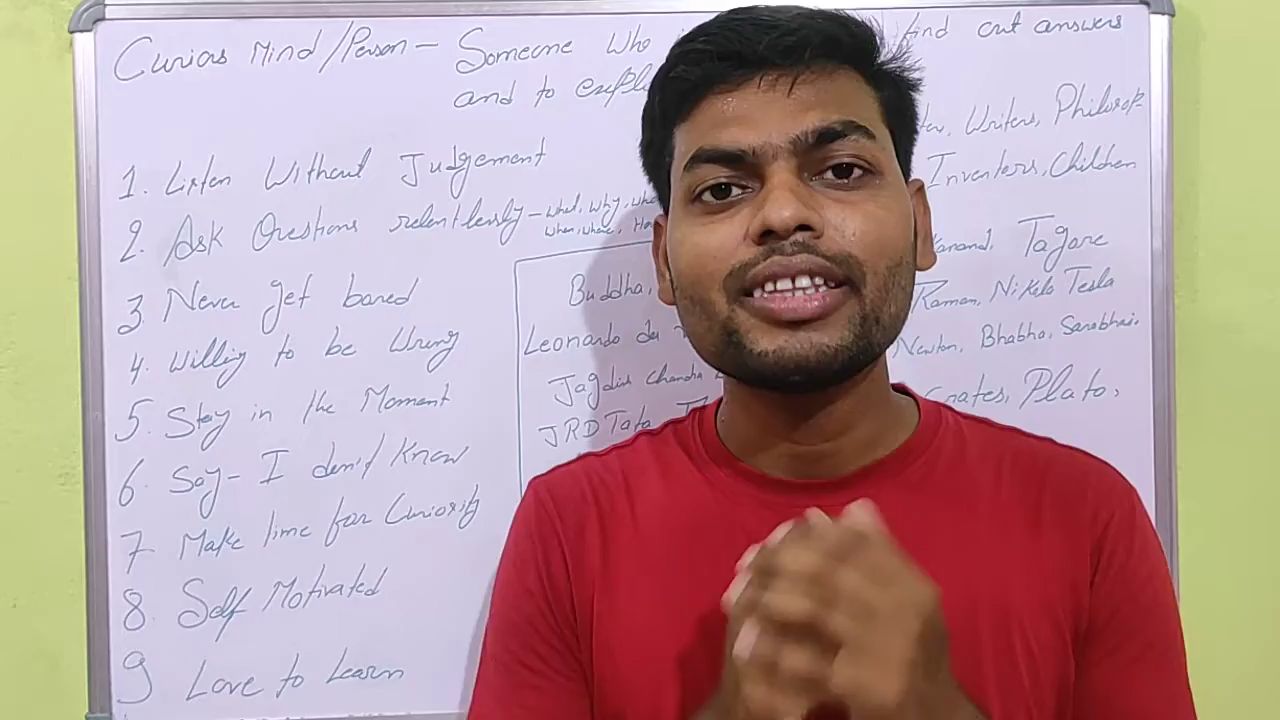 Curious Mind/Person - Someone who find out answers
and to
Writers, Philosop
Inventors, Children
1. Listen Without Judgement
2. Ask Questions relentlessly - what, why,
when, where,
3. Never get bored
4. Willing to be Wrong
5. Stay in the Moment
6. Say - I don't Know
7. Make time for Curiosity
8. Self Motivated
9 Love to Learn
Buddha, Tagore
Leonardo da Raman, Nikola Tesla
Jagdish Chandra Newton, Bhabha, Sarabhai.
JRD Tata Plato,